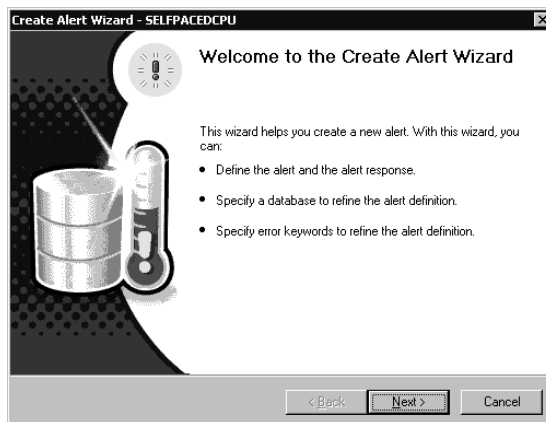 Create Alert Wizard - SELFPACEDCPU
Welcome to the Create Alert Wizard
This wizard helps you create a new alert. With this wizard, you
can:
• Define the alert and the alert response.
• Specify a database to refine the alert definition.
• Specify error keywords to refine the alert definition.
< Back
Next >
Cancel